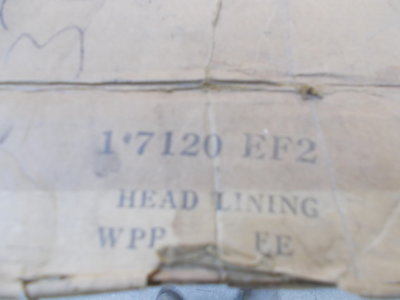 1•7120 EF2
HEAD LINING
WPP EE